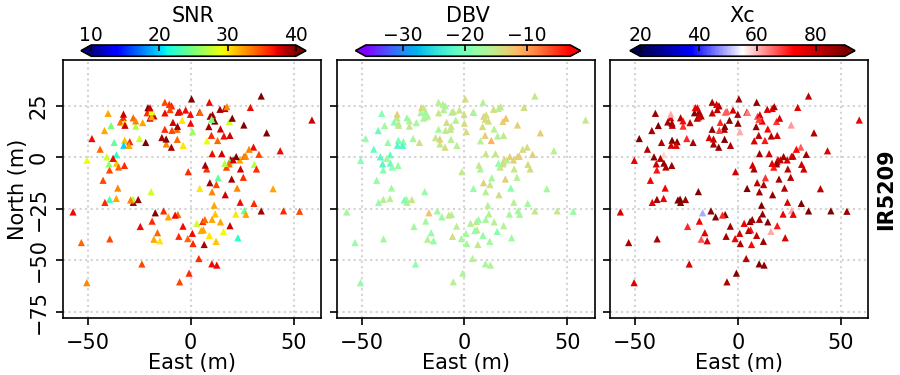 SNR DBV Xc
10 20 30 40 −30 −20 −10 20 40 60 80
25
0
−25
−50
−75
North (m)
−50 0 50 −50 0 50 −50 0 50
East (m) East (m) East (m)
IR5209